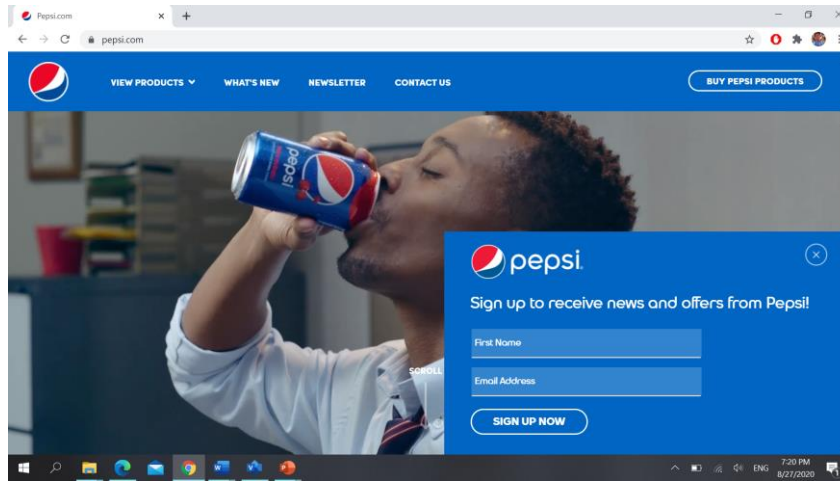 Pepsi.com
pepsi.com
VIEW PRODUCTS
WHAT'S NEW
NEWSLETTER
CONTACT US
BUY PEPSI PRODUCTS
pepsi
pepsi
Sign up to receive news and offers from Pepsi!
First Name
Email Address
SCROLL
SIGN UP NOW
ENG
7:20 PM
8/27/2020